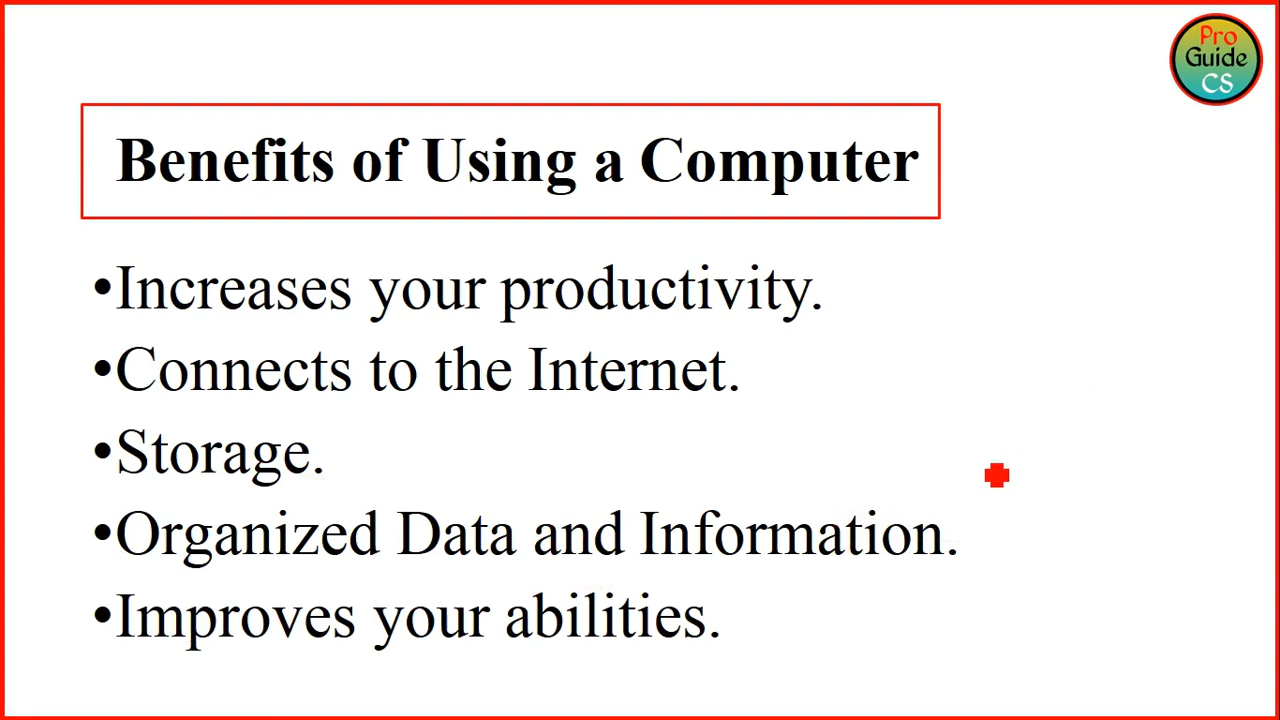 Pro
Guide
CS
Benefits of Using a Computer
•Increases your productivity.
•Connects to the Internet.
•Storage.
•Organized Data and Information.
•Improves your abilities.